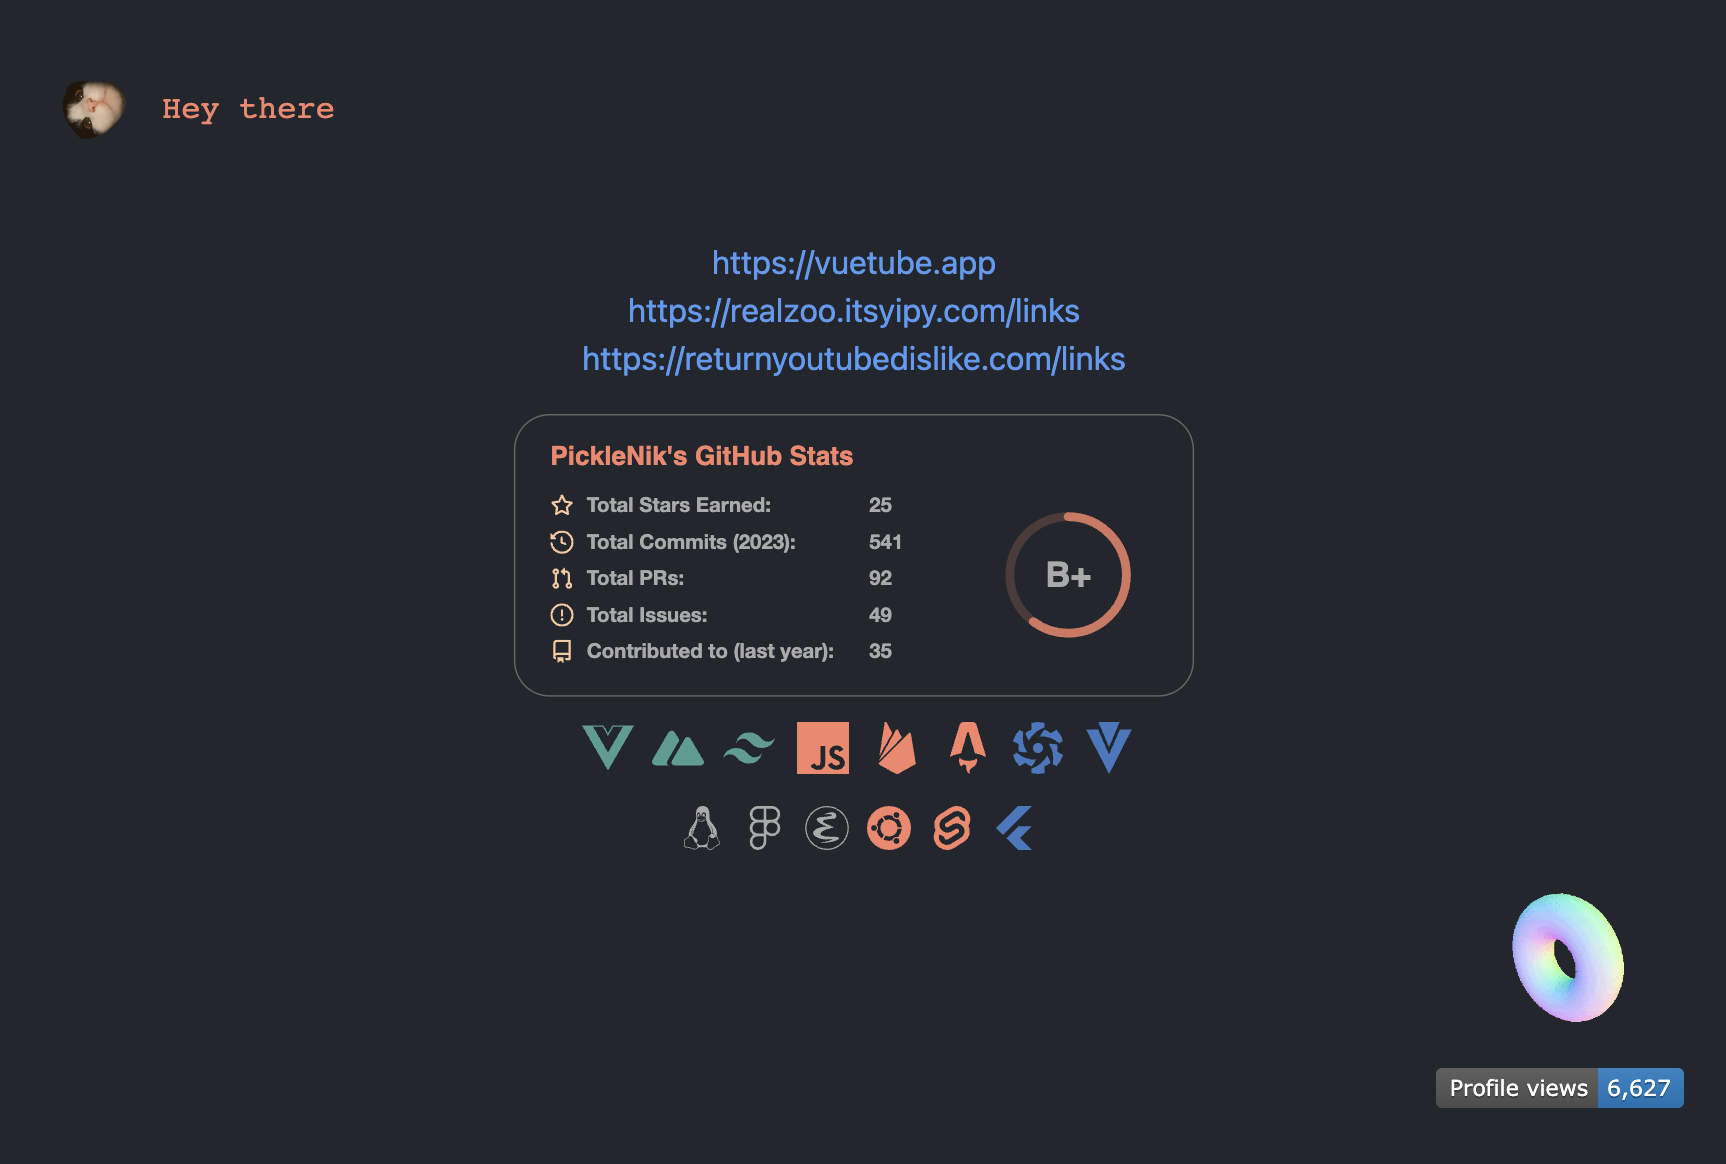 Hey there
https://vuetube.app
https://realzoo.itsyipy.com/links
https://returnyoutubedislike.com/links
PickleNik's GitHub Stats
Total Stars Earned: 25
Total Commits (2023): 541
Total PRs: 92
Total Issues: 49
Contributed to (last year): 35
B+
JS
Profile views 6,627